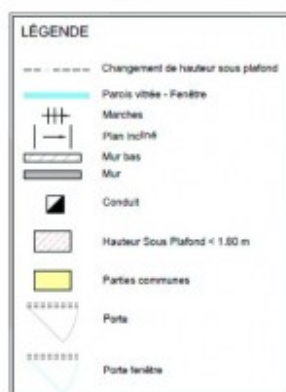 LÉGENDE
Changement de hauteur sous plafond
Parois vitrée - Fenêtre
Marches
Plan incliné
Mur bas
Mur
Conduit
Hauteur Sous Plafond < 1.80 m
Parties communes
Porte
Porte fenêtre